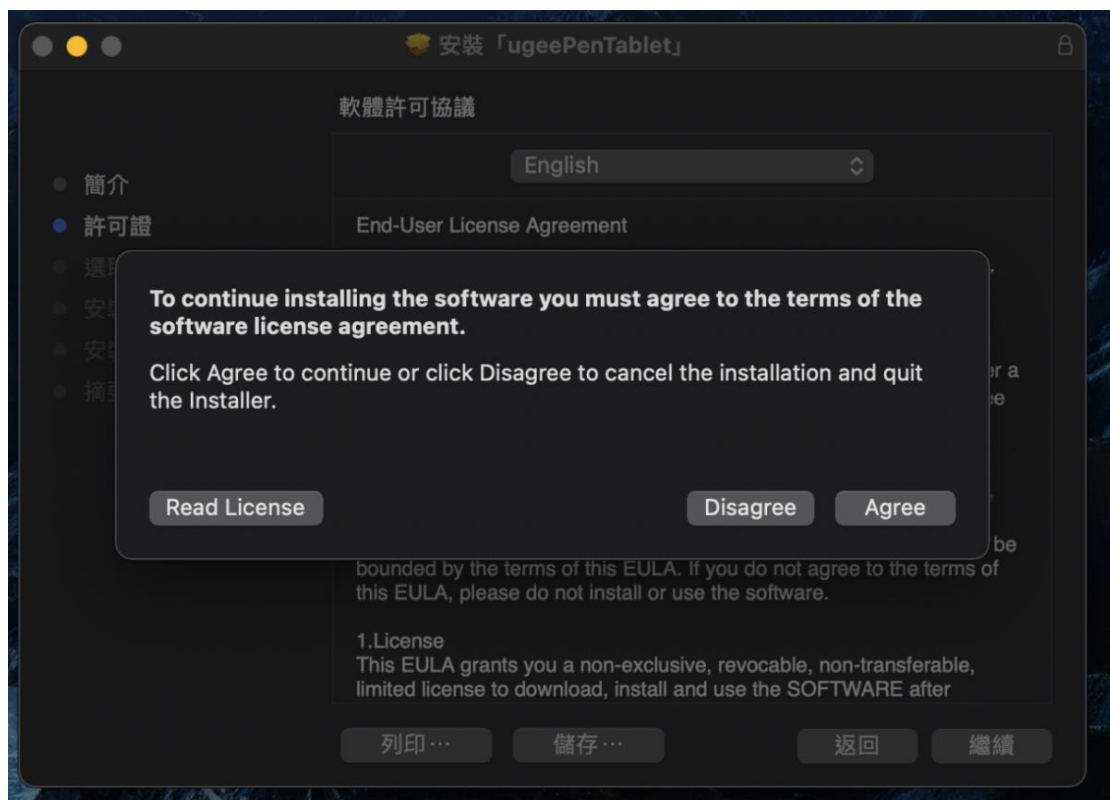 安裝「ugeePenTablet」
軟體許可協議
English
簡介
許可證
End-User License Agreement
選
安
To continue installing the software you must agree to the terms of the
software license agreement.
安
摘
Click Agree to continue or click Disagree to cancel the installation and quit
the Installer.
Read License
Disagree
Agree
be
bounded by the terms of this EULA. If you do not agree to the terms of
this EULA, please do not install or use the software.
1.License
This EULA grants you a non-exclusive, revocable, non-transferable,
limited license to download, install and use the SOFTWARE after
列印…
儲存…
返回
繼續